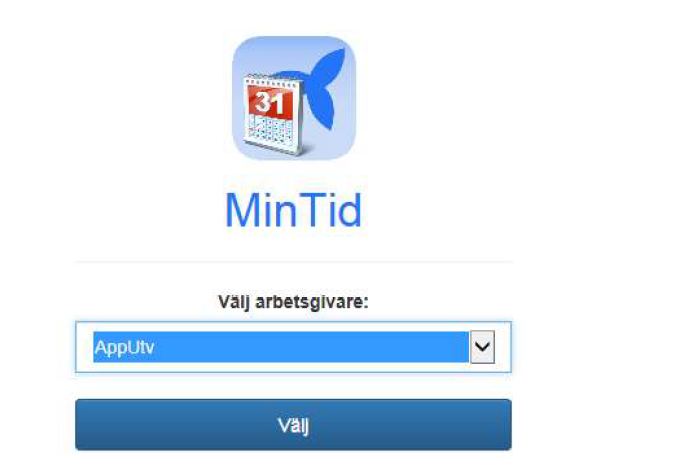 31
MinTid
Välj arbetsgivare:
AppUtv
Välj